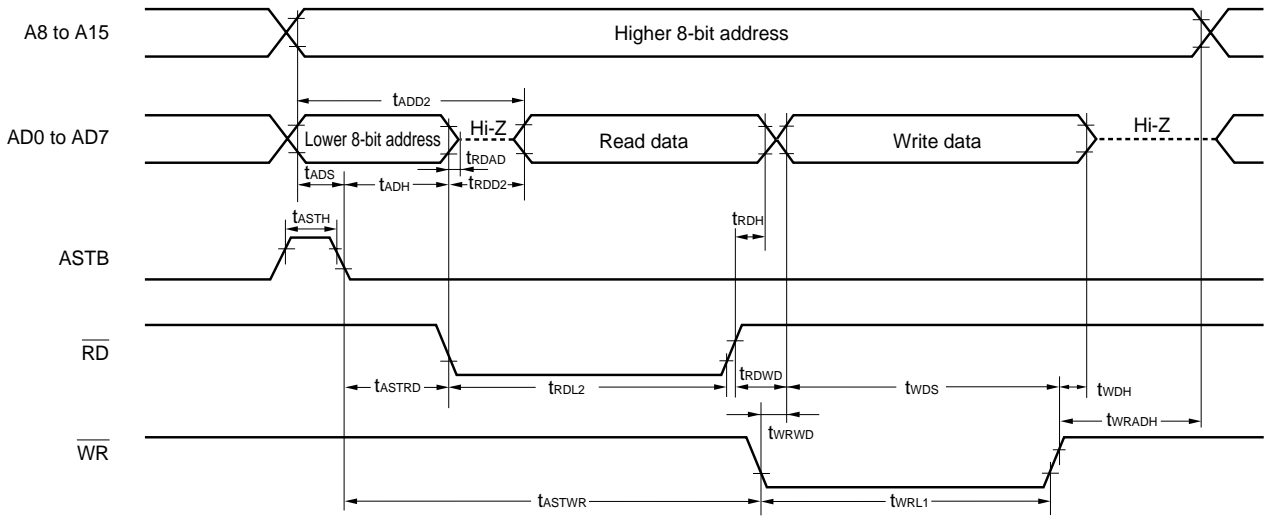 A8 to A15
Higher 8-bit address
tADD2
AD0 to AD7
Lower 8-bit address
Hi-Z
Read data
Write data
Hi-Z
tRDAD
tADS
tADH
tRDD2
tASTH
tRDH
ASTB
RD
tASTRD
tRDL2
tRDWD
tWDS
tWDH
tWRWD
tWRADH
WR
tASTWR
tWRL1